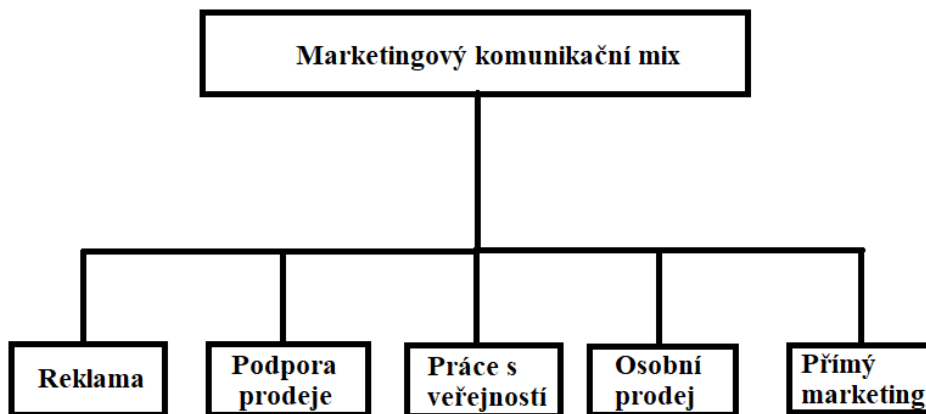 Marketingový komunikační mix
Reklama
Podpora
prodeje
Práce s
veřejností
Osobní
prodej
Přímý
marketing